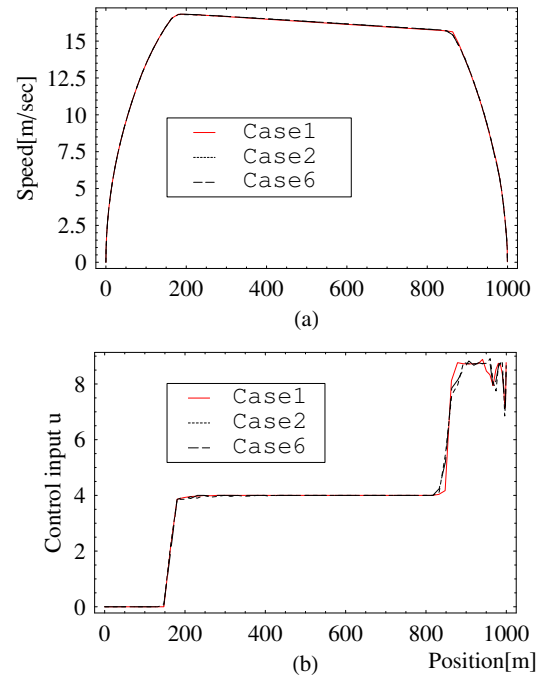 15
12.5
10
7.5
5
2.5
0
Speed[m/sec]
Case1
Case2
Case6
0 200 400 600 800 1000
(a)
8
6
4
2
0
Control input u
Case1
Case2
Case6
0 200 400 600 800 1000
(b)
Position[m]